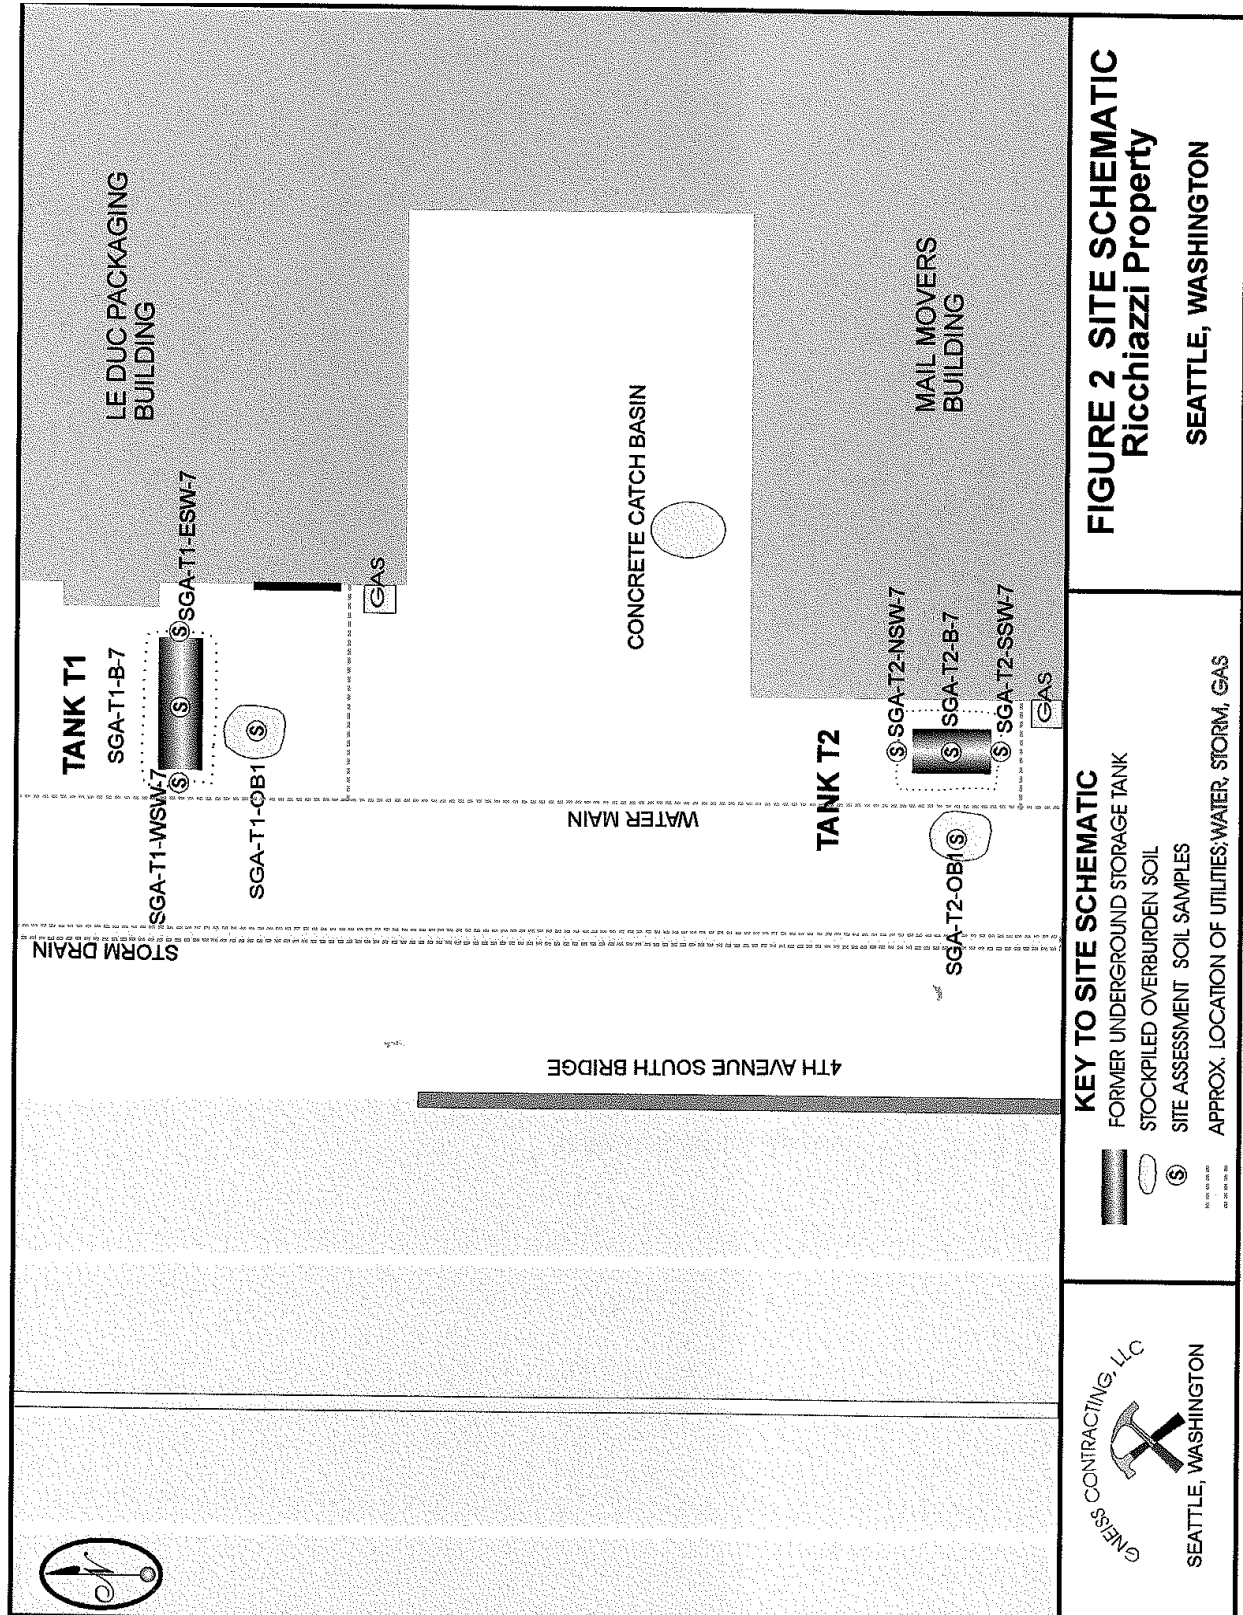 N
LE DUC PACKAGING
BUILDING
TANK T1
SGA-T1-B-7
SGA-T1-WSW-7
SGA-T1-ESW-7
SGA-T1-OB1
GAS
STORM DRAIN
WATER MAIN
CONCRETE CATCH BASIN
4TH AVENUE SOUTH BRIDGE
MAIL MOVERS
BUILDING
TANK T2
SGA-T2-NSW-7
SGA-T2-B-7
SGA-T2-SSW-7
SGA-T2-OB1
GAS
S
S
S
S
S
S
S
S
GNEISS CONTRACTING, LLC
SEATTLE, WASHINGTON
KEY TO SITE SCHEMATIC
FORMER UNDERGROUND STORAGE TANK
STOCKPILED OVERBURDEN SOIL
S
SITE ASSESSMENT SOIL SAMPLES
APPROX. LOCATION OF UTILITIES;WATER, STORM, GAS
FIGURE 2 SITE SCHEMATIC
Ricchiazzi Property
SEATTLE, WASHINGTON